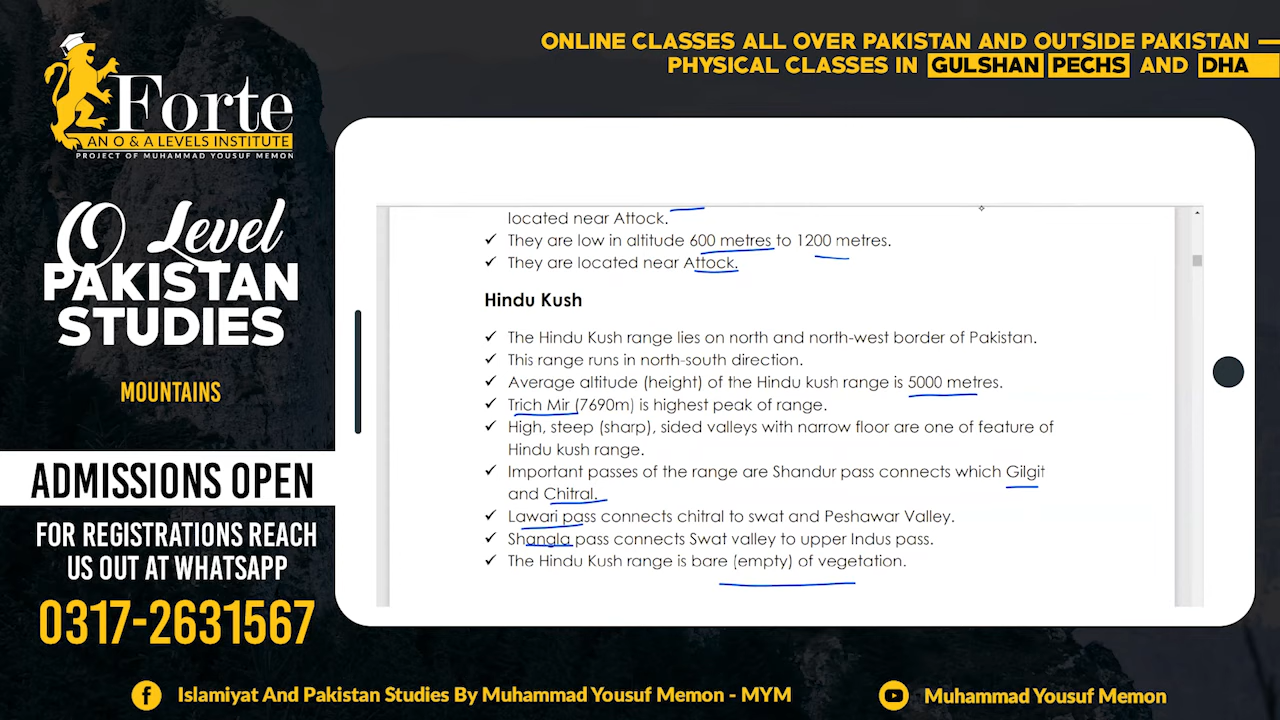 Forte
AN O & A LEVELS INSTITUTE
PROJECT OF MUHAMMAD YOUSUF MEMON
ONLINE CLASSES ALL OVER PAKISTAN AND OUTSIDE PAKISTAN —
PHYSICAL CLASSES IN GULSHAN PECHS AND DHA
O Level
PAKISTAN
STUDIES
MOUNTAINS
ADMISSIONS OPEN
FOR REGISTRATIONS REACH
US OUT AT WHATSAPP
0317-2631567
located near Attock.
✓ They are low in altitude 600 metres to 1200 metres.
✓ They are located near Attock.
Hindu Kush
✓ The Hindu Kush range lies on north and north-west border of Pakistan.
✓ This range runs in north-south direction.
✓ Average altitude (height) of the Hindu kush range is 5000 metres.
✓ Trich Mir (7690m) is highest peak of range.
✓ High, steep (sharp), sided valleys with narrow floor are one of feature of
Hindu kush range.
✓ Important passes of the range are Shandur pass connects which Gilgit
and Chitral.
✓ Lawari pass connects chitral to swat and Peshawar Valley.
✓ Shangla pass connects Swat valley to upper Indus pass.
✓ The Hindu Kush range is bare (empty) of vegetation.
Islamiyat And Pakistan Studies By Muhammad Yousuf Memon - MYM
Muhammad Yousuf Memon